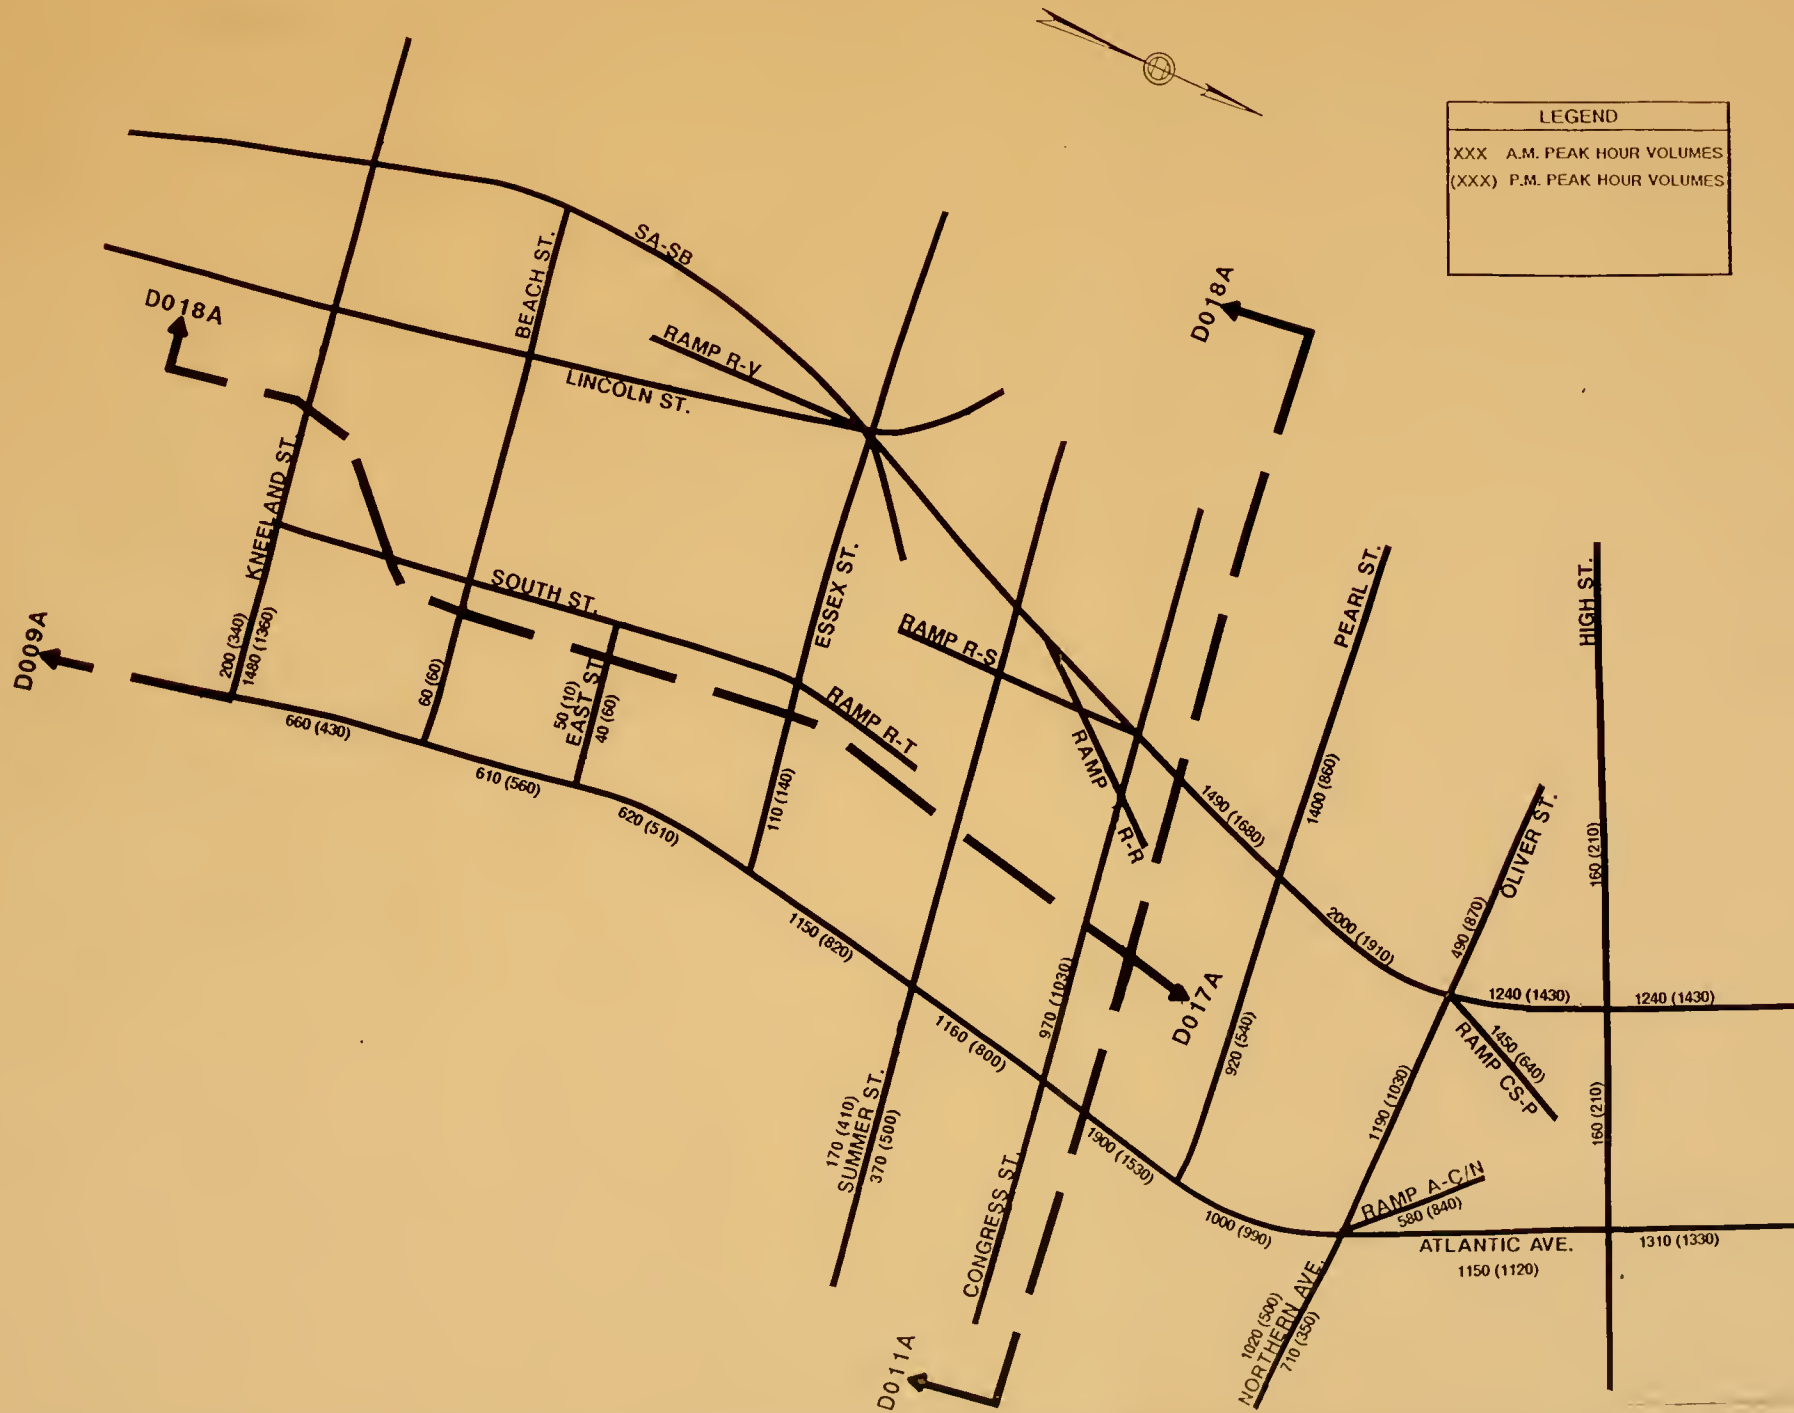 LEGEND
XXX A.M. PEAK HOUR VOLUMES
(XXX) P.M. PEAK HOUR VOLUMES
SA-SB
BEACH ST.
D018A
D018A
RAMP R-V
LINCOLN ST.
KNEELAND ST.
SOUTH ST.
ESSEX ST.
PEARL ST.
HIGH ST.
D009A
200 (340)
1480 (1360)
60 (60)
50 (10)
EAST ST.
40 (60)
RAMP R-S
RAMP R-T
RAMP R-R
660 (430)
610 (560)
620 (510)
110 (140)
1490 (1680)
1400 (860)
OLIVER ST.
160 (210)
490 (870)
2000 (1910)
1150 (820)
970 (1030)
D017A
1240 (1430)
1240 (1430)
1450 (640)
RAMP CS-P
1160 (800)
920 (540)
1190 (1030)
160 (210)
170 (410)
SUMMER ST.
370 (500)
1900 (1530)
CONGRESS ST.
RAMP A-C/N
580 (840)
1000 (990)
ATLANTIC AVE.
1150 (1120)
1310 (1330)
1020 (500)
NORTHERN AVE.
710 (350)
D011A